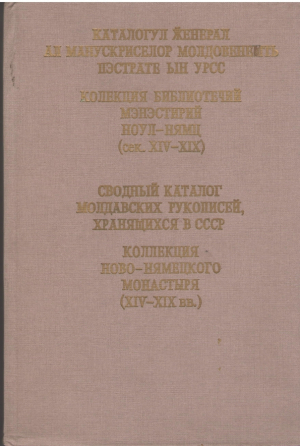 КАТАЛОГУЛ ЖЕНЕРАЛ
АЛ МАНУСКРИСЕЛОР МОЛДОВЕНЕШТЬ
ПЭСТРАТЕ ЫН УРСС
КОЛЕКЦИЯ БИБЛИОТЕЧИЙ
МЭНЭСТИРИЙ
НОУЛ-НЯМЦ
(сек. XIV-XIX)
СВОДНЫЙ КАТАЛОГ
МОЛДАВСКИХ РУКОПИСЕЙ,
ХРАНЯЩИХСЯ В СССР
КОЛЛЕКЦИЯ
НОВО-НЯМЕЦКОГО
МОНАСТЫРЯ
(XIV-XIX вв.)